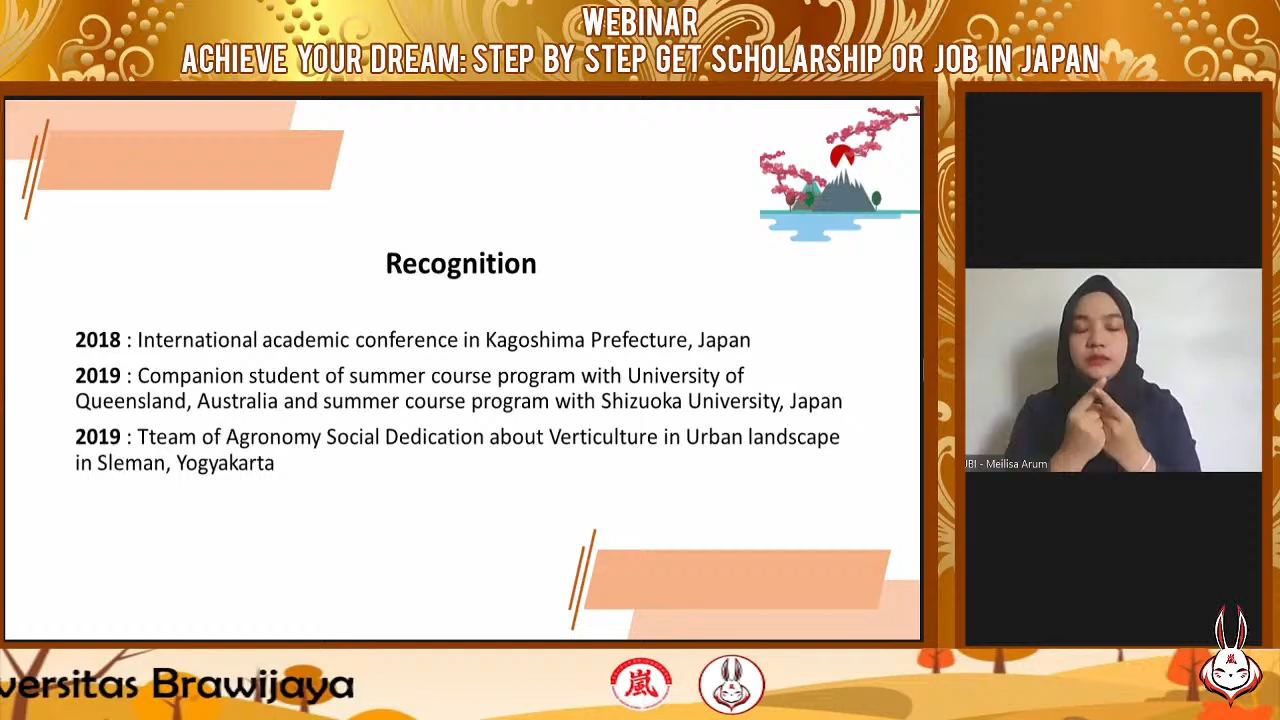 WEBINAR
ACHIEVE YOUR DREAM: STEP BY STEP GET SCHOLARSHIP OR JOB IN JAPAN
Recognition
2018 : International academic conference in Kagoshima Prefecture, Japan
2019 : Companion student of summer course program with University of
Queensland, Australia and summer course program with Shizuoka University, Japan
2019 : Tteam of Agronomy Social Dedication about Verticulture in Urban landscape
in Sleman, Yogyakarta
JBI - Meilisa Arum
versitas Brawijaya
嵐
嵐